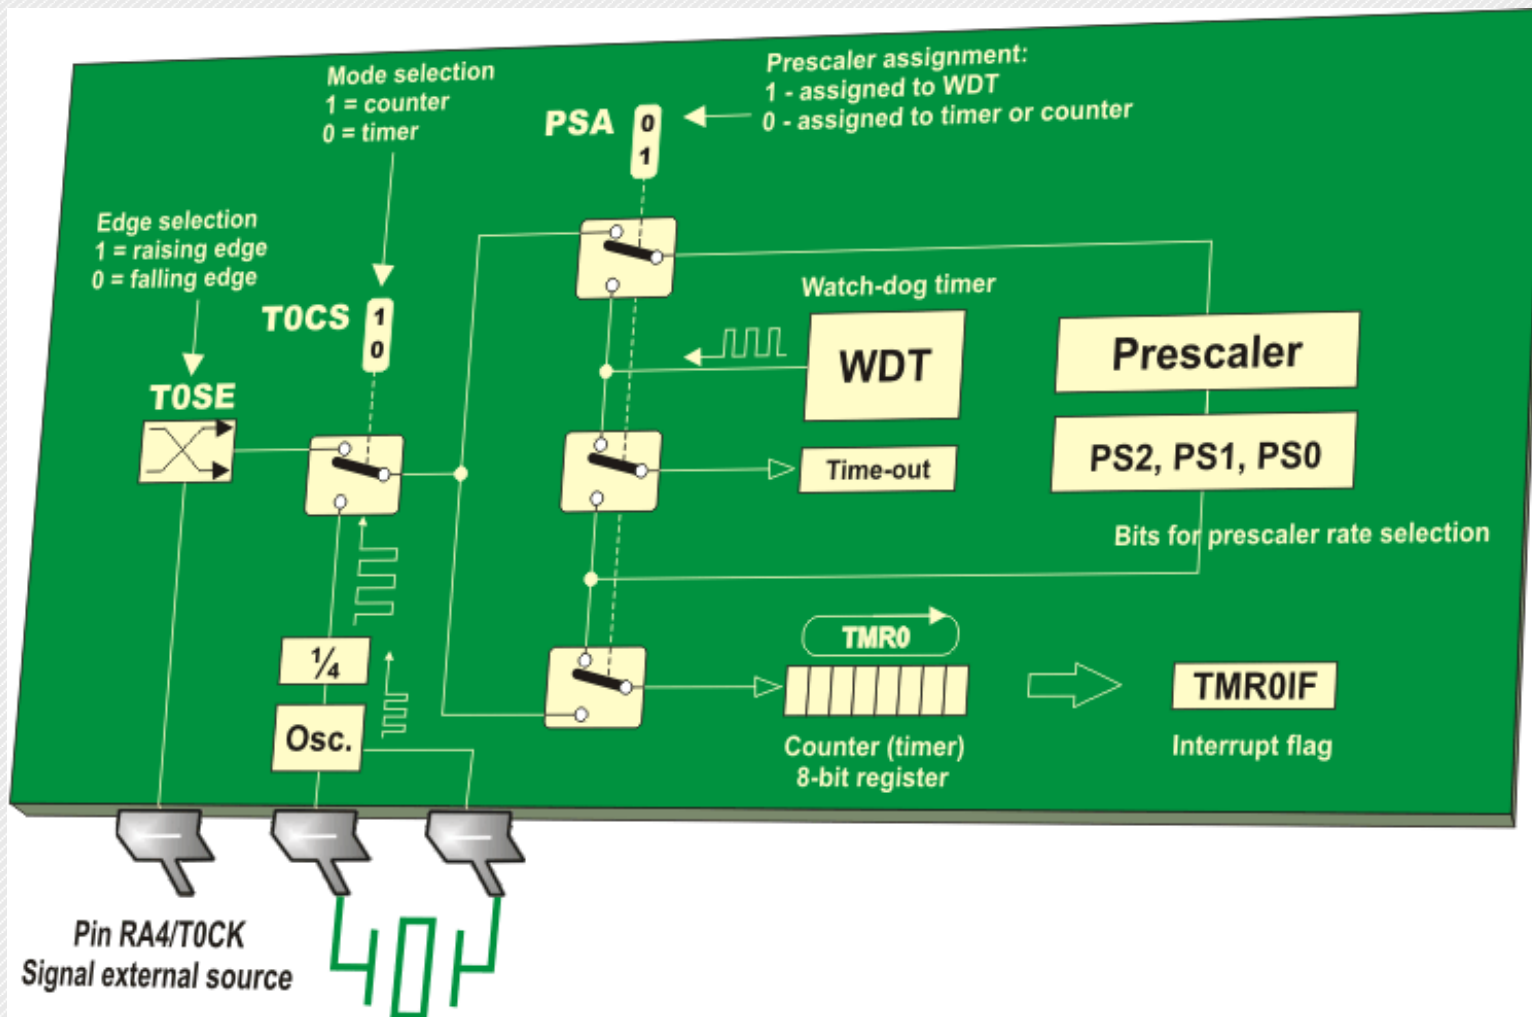 Mode selection
1 = counter
0 = timer
Prescaler assignment:
1 - assigned to WDT
0 - assigned to timer or counter
PSA
0
1
Edge selection
1 = raising edge
0 = falling edge
T0CS
1
0
T0SE
Watch-dog timer
WDT
Prescaler
PS2, PS1, PS0
Time-out
Bits for prescaler rate selection
¼
Osc.
TMR0
TMR0IF
Counter (timer)
8-bit register
Interrupt flag
Pin RA4/T0CK
Signal external source